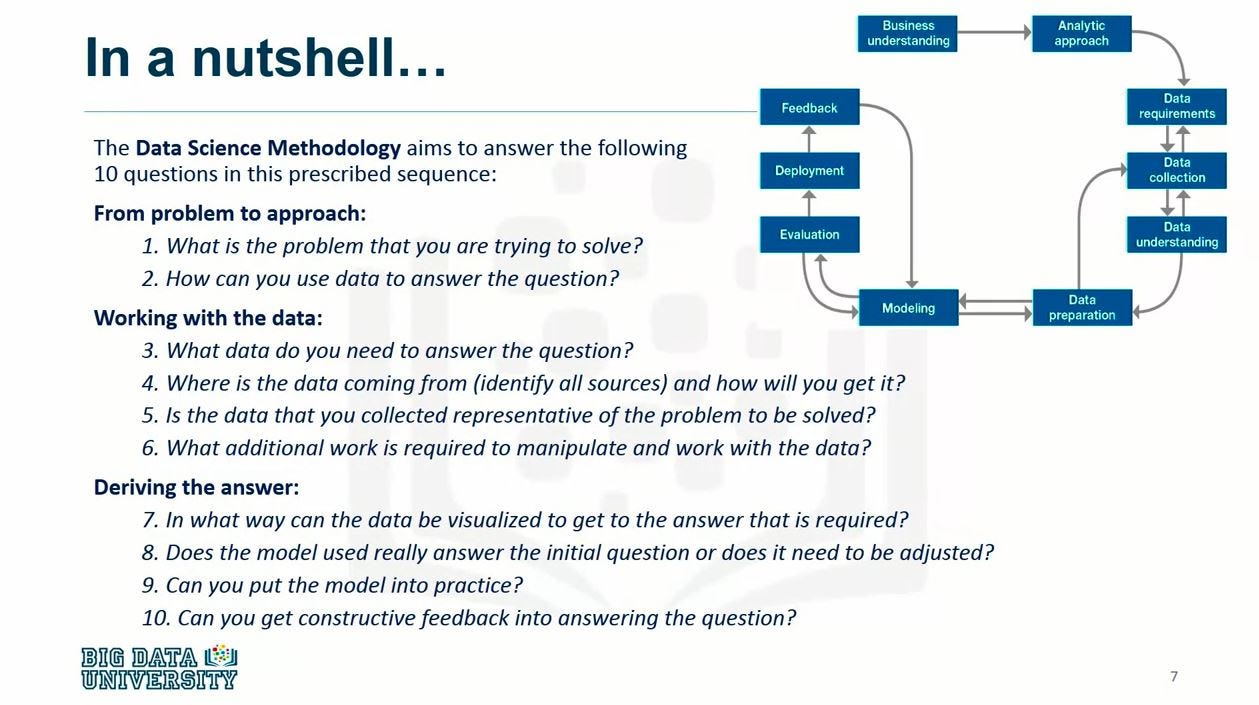 In a nutshell...
The Data Science Methodology aims to answer the following
10 questions in this prescribed sequence:
From problem to approach:
1. What is the problem that you are trying to solve?
2. How can you use data to answer the question?
Working with the data:
3. What data do you need to answer the question?
4. Where is the data coming from (identify all sources) and how will you get it?
5. Is the data that you collected representative of the problem to be solved?
6. What additional work is required to manipulate and work with the data?
Deriving the answer:
7. In what way can the data be visualized to get to the answer that is required?
8. Does the model used really answer the initial question or does it need to be adjusted?
9. Can you put the model into practice?
10. Can you get constructive feedback into answering the question?
Business
understanding
Analytic
approach
Data
requirements
Data
collection
Data
understanding
Data
preparation
Modeling
Evaluation
Deployment
Feedback
BIG DATA
UNIVERSITY
7